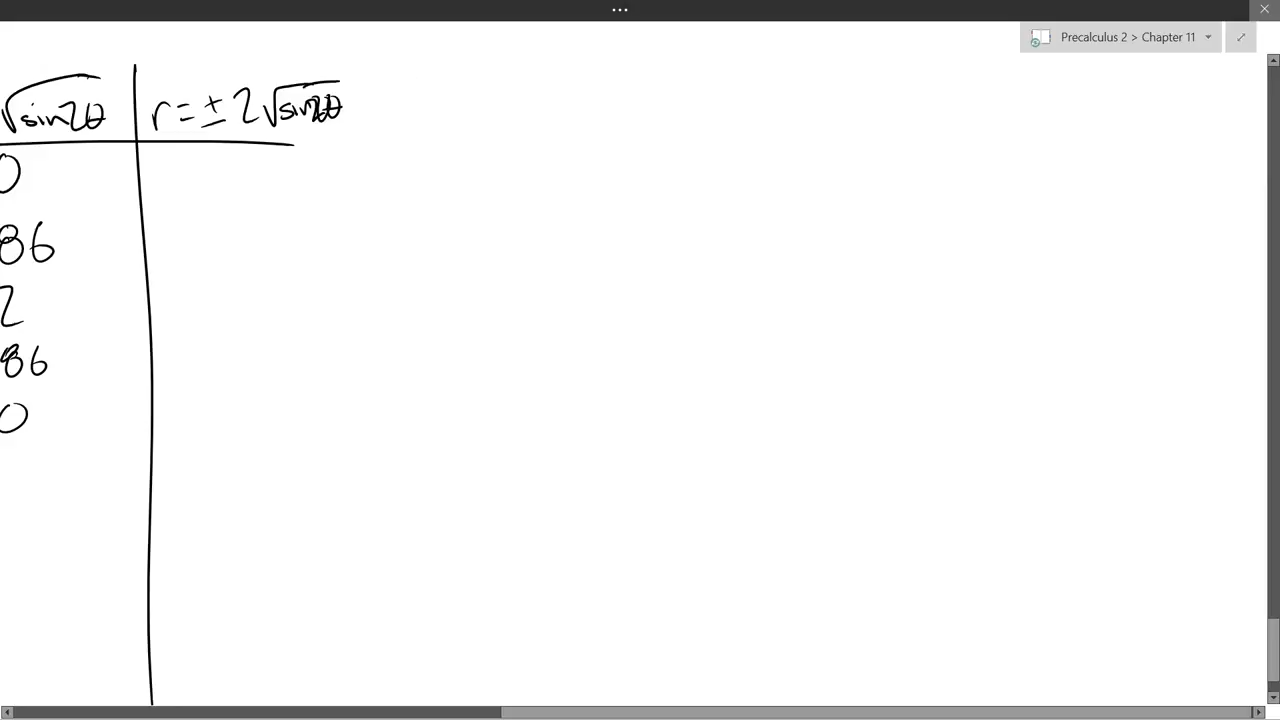 Precalculus 2 > Chapter 11
√sin2θ r = ± 2√sin2θ
0
86
2
86
0